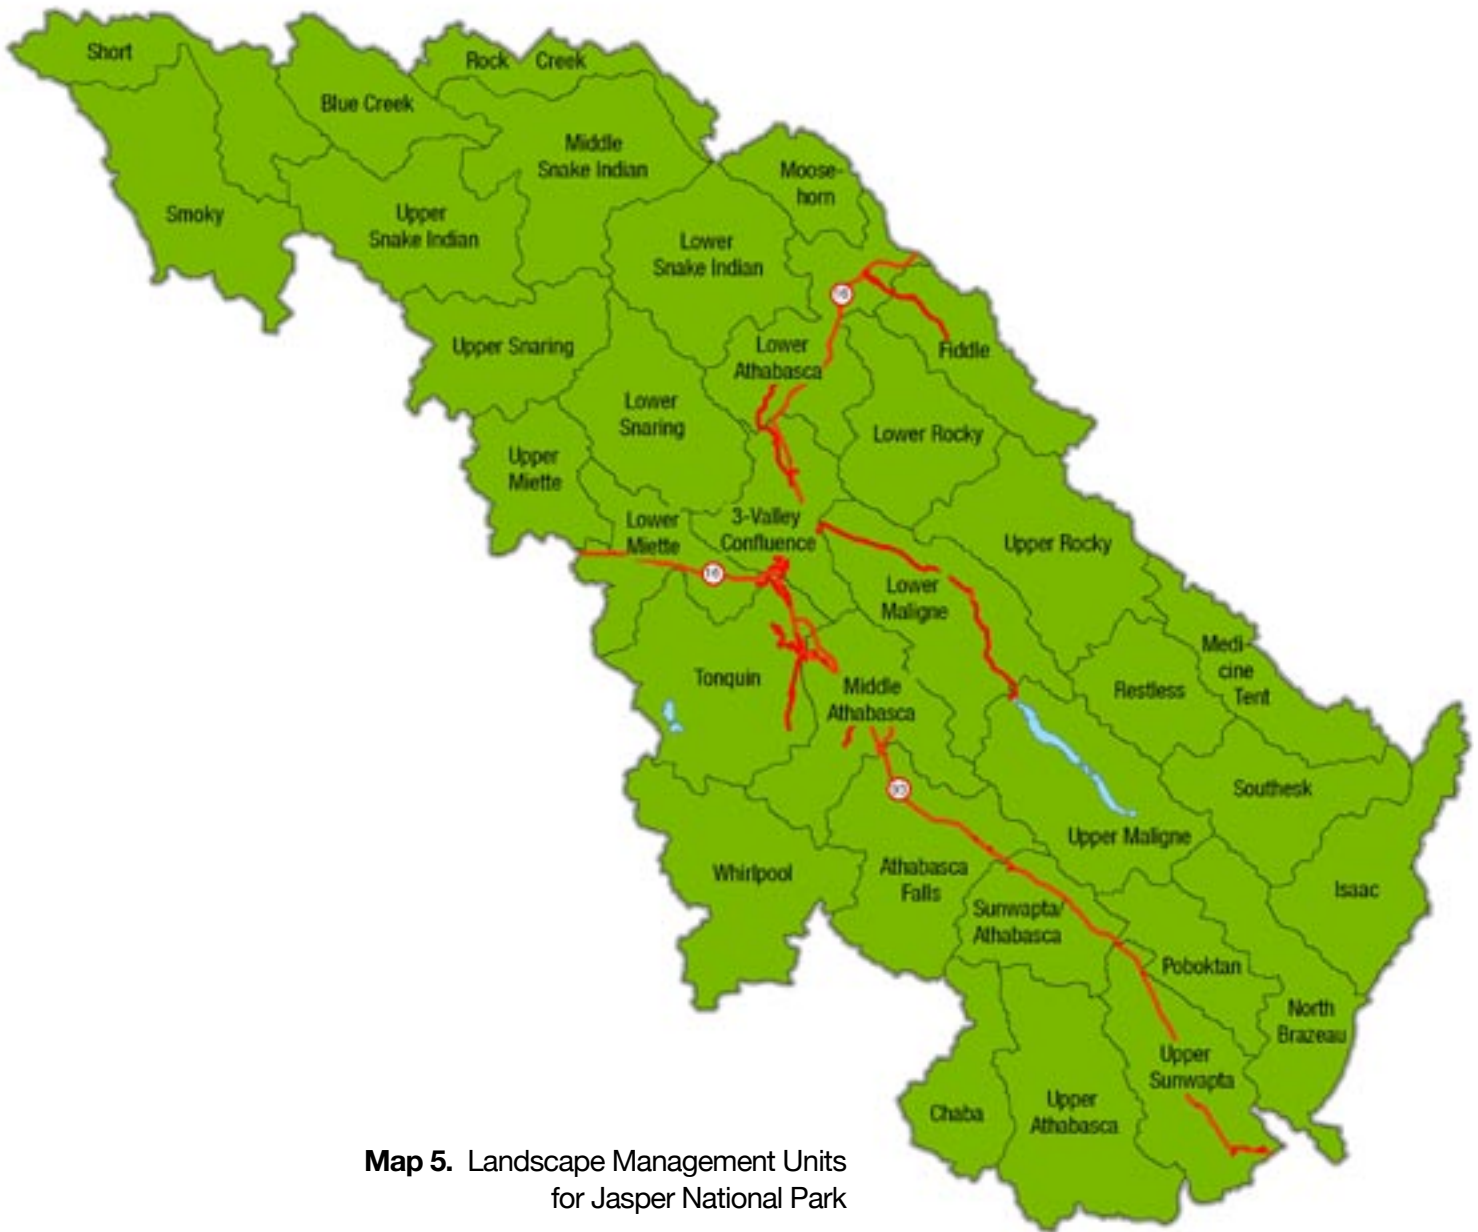 Short
Rock Creek
Blue Creek
Middle
Snake Indian
Moose-
horn
Smoky
Upper
Snake Indian
Lower
Snake Indian
16
Upper Snaring
Lower
Athabasca
Fiddle
Lower
Snaring
Lower Rocky
Upper
Miette
Lower
Miette
3-Valley
Confluence
Upper Rocky
16
Lower
Maligne
Medi-
cine
Tent
Tonquin
Middle
Athabasca
Restless
Southesk
93
Upper Maligne
Whirlpool
Athabasca
Falls
Isaac
Sunwapta/
Athabasca
Poboktan
North
Brazeau
Upper
Sunwapta
Chaba
Upper
Athabasca
Map 5. Landscape Management Units
for Jasper National Park